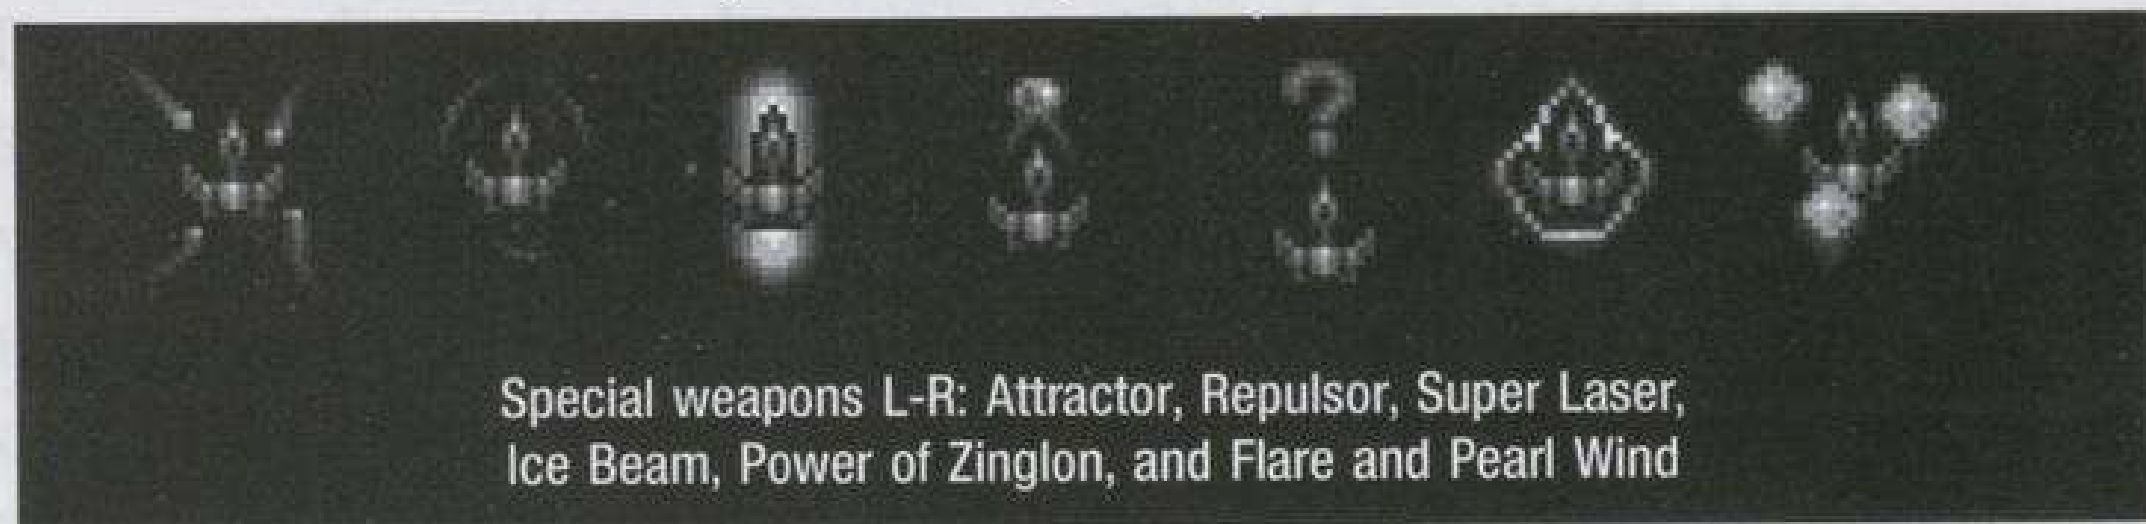 Special weapons L-R: Attractor, Repulsor, Super Laser,
Ice Beam, Power of Zinglon, and Flare and Pearl Wind